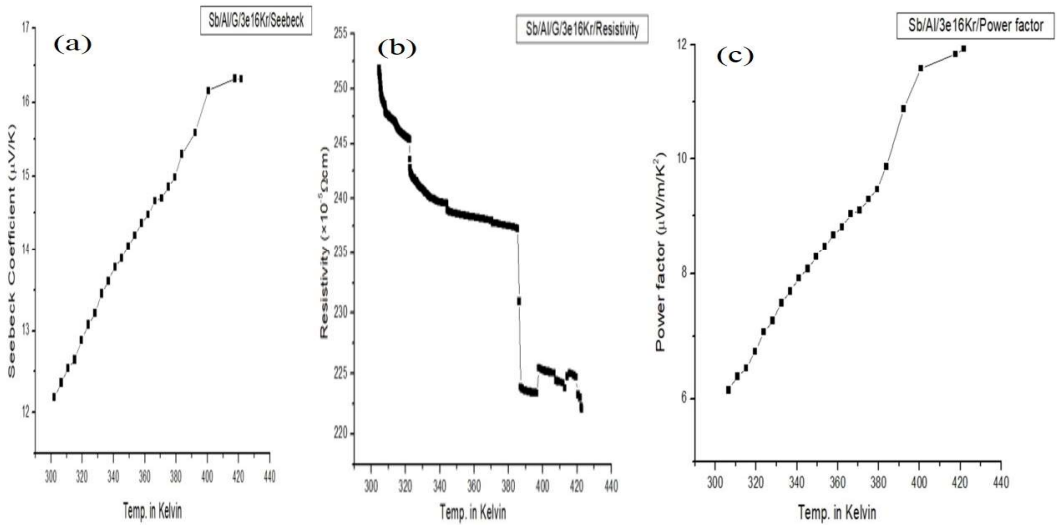 Sb/Al/G/3e16Kr/Seebeck
(a)
Seebeck Coefficient (μV/K)
17
16
15
14
13
12
300 320 340 360 380 400 420 440
Temp. in Kelvin
Sb/Al/G/3e16Kr/Resistivity
(b)
Resistivity (×10⁻⁵Ωcm)
255
250
245
240
235
230
225
220
300 320 340 360 380 400 420 440
Temp. in Kelvin
Sb/Al/3e16Kr/Power factor
(c)
Power factor (μW/m/K²)
12
10
8
6
300 320 340 360 380 400 420 440
Temp. in Kelvin